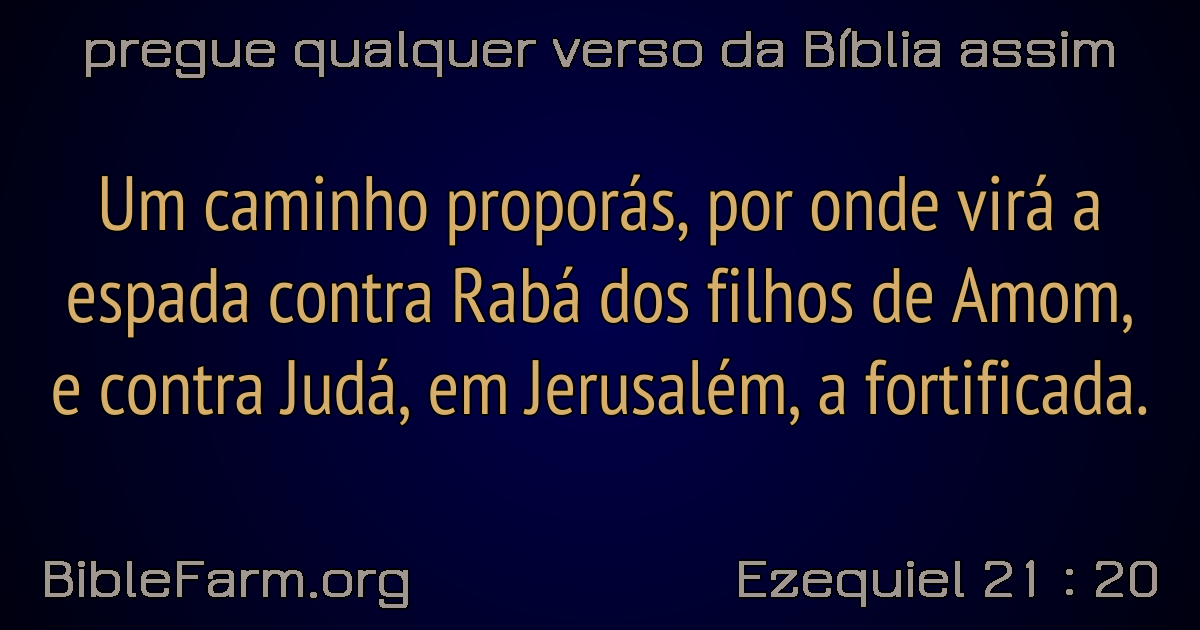 pregue qualquer verso da Bíblia assim
Um caminho proporás, por onde virá a
espada contra Rabá dos filhos de Amom,
e contra Judá, em Jerusalém, a fortificada.
BibleFarm.org
Ezequiel 21 : 20